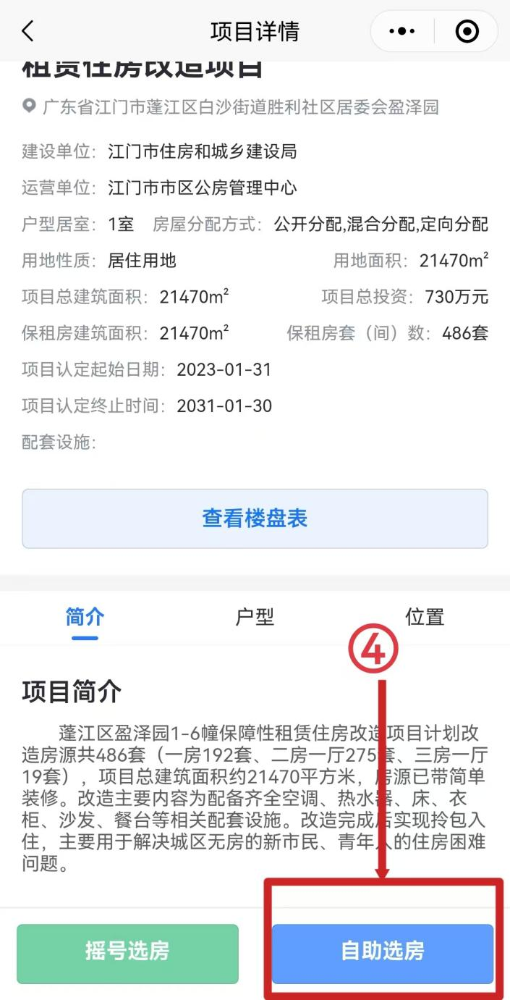 项目详情
租赁住房改造项目
广东省江门市蓬江区白沙街道胜利社区居委会盈泽园
建设单位：江门市住房和城乡建设局
运营单位：江门市市区公房管理中心
户型居室：1室 房屋分配方式：公开分配,混合分配,定向分配
用地性质：居住用地 用地面积：21470m²
项目总建筑面积：21470m² 项目总投资：730万元
保租房建筑面积：21470m² 保租房套（间）数：486套
项目认定起始日期：2023-01-31
项目认定终止时间：2031-01-30
配套设施：
查看楼盘表
简介 户型 位置
④
项目简介
蓬江区盈泽园1-6幢保障性租赁住房改造项目计划改
造房源共486套（一房192套、二房一厅275套、三房一厅
19套），项目总建筑面积约21470平方米，房源已带简单
装修。改造主要内容为配备齐全空调、热水器、床、衣
柜、沙发、餐台等相关配套设施。改造完成后实现拎包入
住，主要用于解决城区无房的新市民、青年人的住房困难
问题。
摇号选房 自助选房